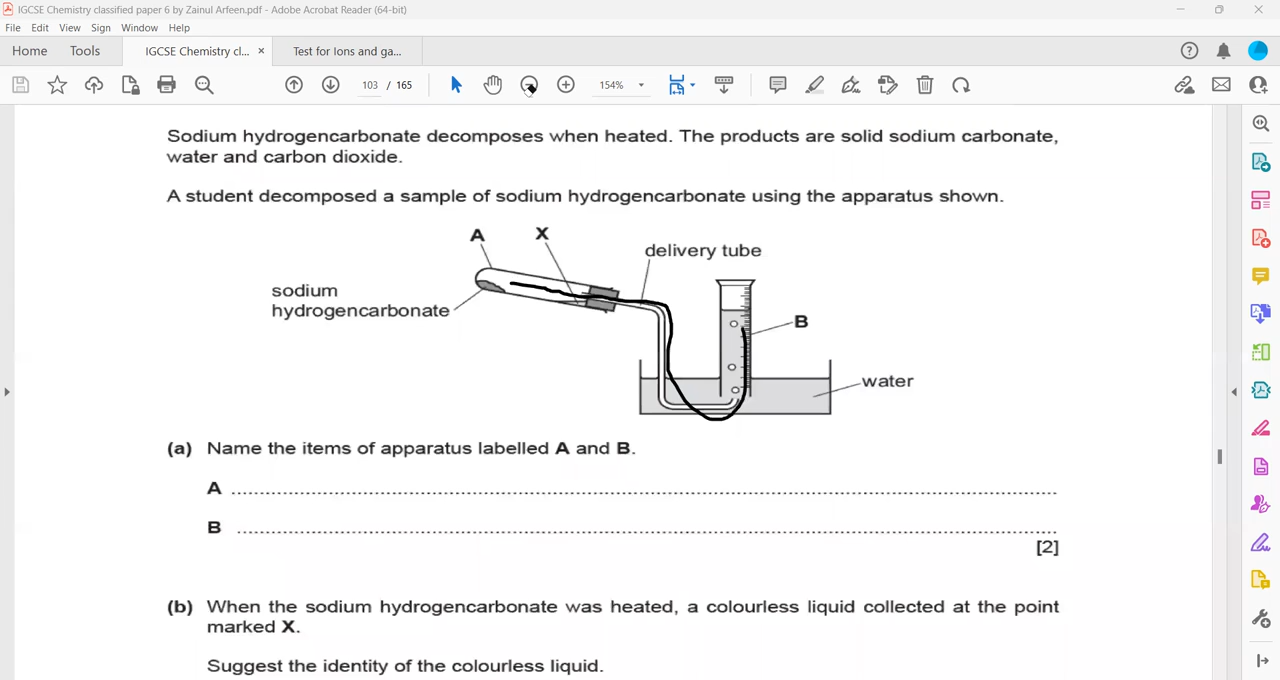 IGCSE Chemistry classified paper 6 by Zainul Arfeen.pdf - Adobe Acrobat Reader (64-bit)
File Edit View Sign Window Help
Home Tools IGCSE Chemistry cl... × Test for Ions and ga...
103 / 165 154%
Sodium hydrogencarbonate decomposes when heated. The products are solid sodium carbonate,
water and carbon dioxide.
A student decomposed a sample of sodium hydrogencarbonate using the apparatus shown.
A X
delivery tube
sodium
hydrogencarbonate
B
water
(a) Name the items of apparatus labelled A and B.
A ....................................................................................................
B ....................................................................................................
[2]
(b) When the sodium hydrogencarbonate was heated, a colourless liquid collected at the point
marked X.
Suggest the identity of the colourless liquid.